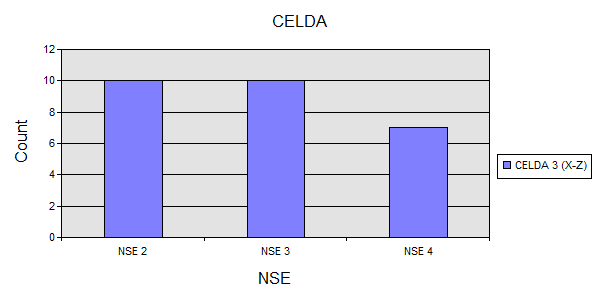 CELDA
12
10
8
6
4
2
0
Count
NSE 2
NSE 3
NSE 4
NSE
CELDA 3 (X-Z)